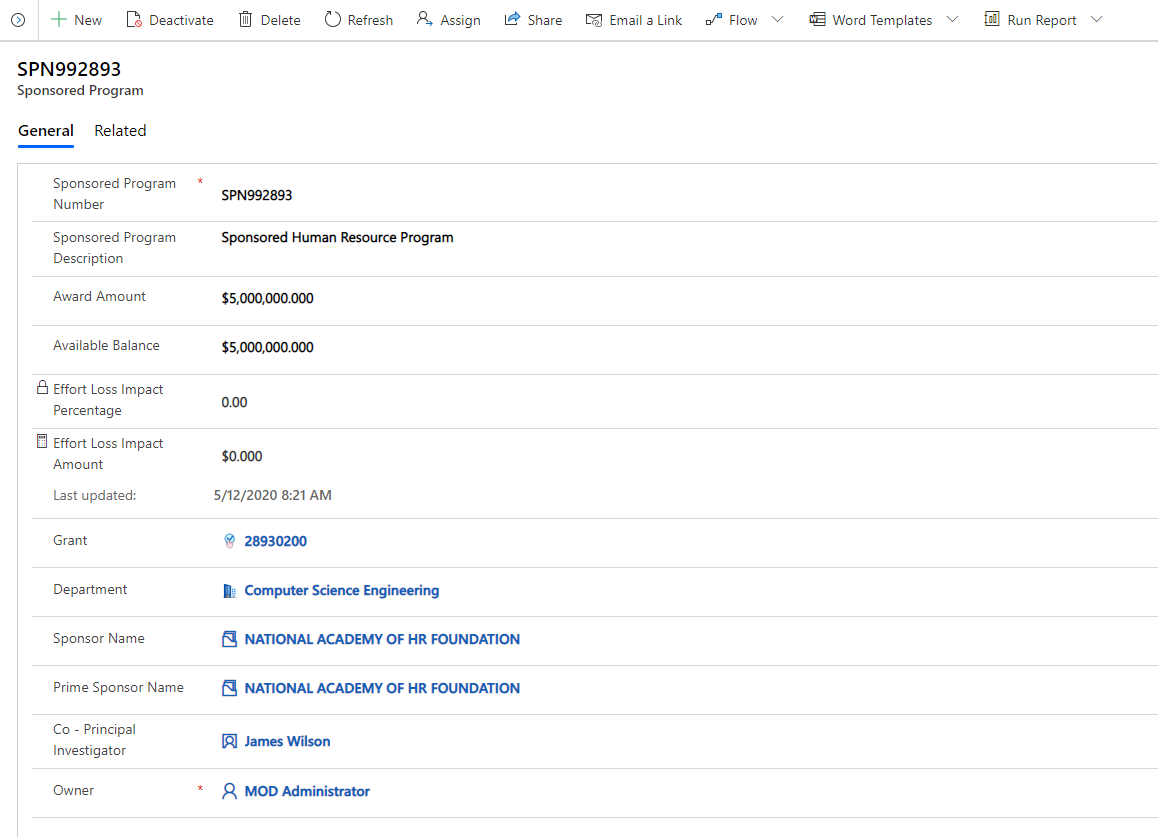 New Deactivate Delete Refresh Assign Share Email a Link Flow Word Templates Run Report
SPN992893
Sponsored Program
General Related
Sponsored Program * SPN992893
Number
Sponsored Program Sponsored Human Resource Program
Description
Award Amount $5,000,000.000
Available Balance $5,000,000.000
Effort Loss Impact
Percentage 0.00
Effort Loss Impact
Amount $0.000
Last updated: 5/12/2020 8:21 AM
Grant 28930200
Department Computer Science Engineering
Sponsor Name NATIONAL ACADEMY OF HR FOUNDATION
Prime Sponsor Name NATIONAL ACADEMY OF HR FOUNDATION
Co - Principal
Investigator James Wilson
Owner * MOD Administrator